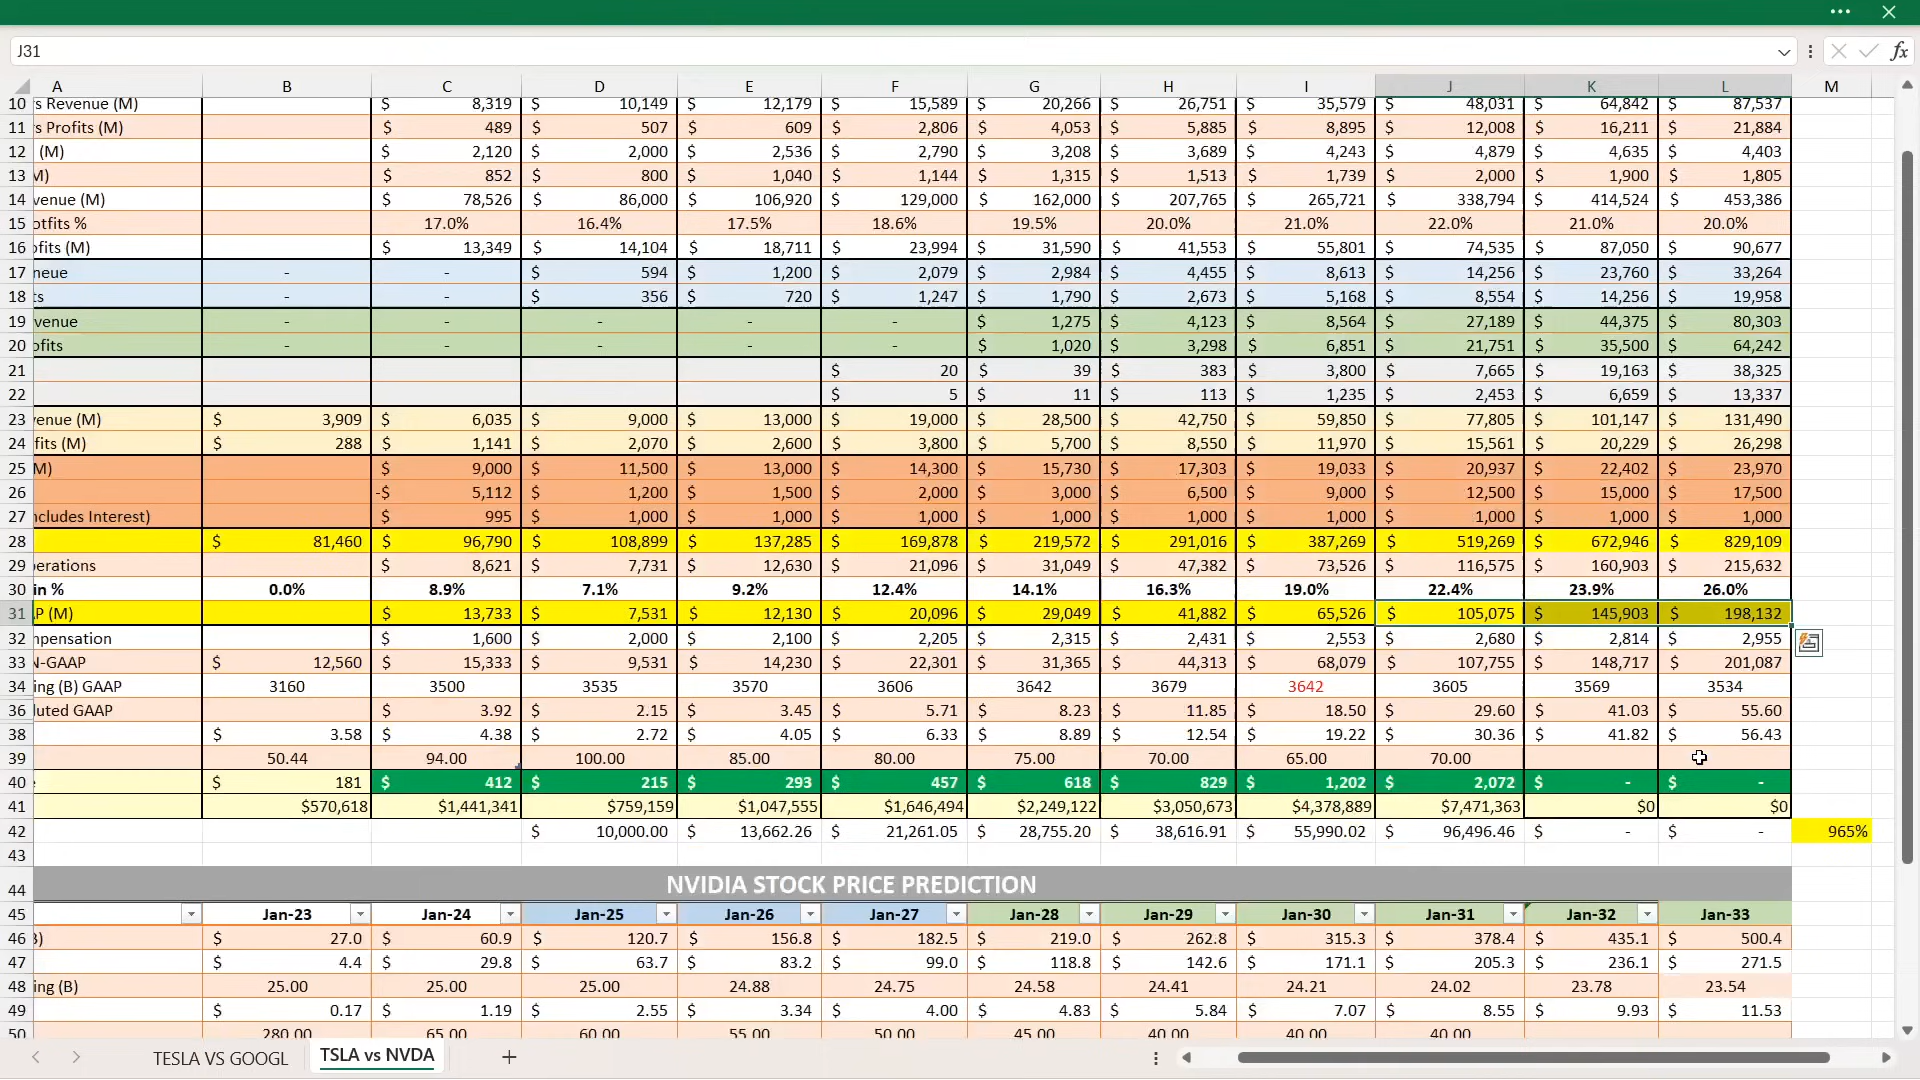 J31
A B C D E F G H I J K L M
10 s Revenue (M) $ 8,319 $ 10,149 $ 12,179 $ 15,589 $ 20,266 $ 26,751 $ 35,579 $ 48,031 $ 64,842 $ 87,537
11 s Profits (M) $ 489 $ 507 $ 609 $ 2,806 $ 4,053 $ 5,885 $ 8,895 $ 12,008 $ 16,211 $ 21,884
12 (M) $ 2,120 $ 2,000 $ 2,536 $ 2,790 $ 3,208 $ 3,689 $ 4,243 $ 4,879 $ 4,635 $ 4,403
13 M) $ 852 $ 800 $ 1,040 $ 1,144 $ 1,315 $ 1,513 $ 1,739 $ 2,000 $ 1,900 $ 1,805
14 venue (M) $ 78,526 $ 86,000 $ 106,920 $ 129,000 $ 162,000 $ 207,765 $ 265,721 $ 338,794 $ 414,524 $ 453,386
15 otfits % 17.0% 16.4% 17.5% 18.6% 19.5% 20.0% 21.0% 22.0% 21.0% 20.0%
16 ofits (M) $ 13,349 $ 14,104 $ 18,711 $ 23,994 $ 31,590 $ 41,553 $ 55,801 $ 74,535 $ 87,050 $ 90,677
17 neue - - $ 594 $ 1,200 $ 2,079 $ 2,984 $ 4,455 $ 8,613 $ 14,256 $ 23,760 $ 33,264
18 ts - - $ 356 $ 720 $ 1,247 $ 1,790 $ 2,673 $ 5,168 $ 8,554 $ 14,256 $ 19,958
19 venue - - - - - $ 1,275 $ 4,123 $ 8,564 $ 27,189 $ 44,375 $ 80,303
20 ofits - - - - - $ 1,020 $ 3,298 $ 6,851 $ 21,751 $ 35,500 $ 64,242
21 $ 20 $ 39 $ 383 $ 3,800 $ 7,665 $ 19,163 $ 38,325
22 $ 5 $ 11 $ 113 $ 1,235 $ 2,453 $ 6,659 $ 13,337
23 venue (M) $ 3,909 $ 6,035 $ 9,000 $ 13,000 $ 19,000 $ 28,500 $ 42,750 $ 59,850 $ 77,805 $ 101,147 $ 131,490
24 fits (M) $ 288 $ 1,141 $ 2,070 $ 2,600 $ 3,800 $ 5,700 $ 8,550 $ 11,970 $ 15,561 $ 20,229 $ 26,298
25 M) $ 9,000 $ 11,500 $ 13,000 $ 14,300 $ 15,730 $ 17,303 $ 19,033 $ 20,937 $ 22,402 $ 23,970
26 -$ 5,112 $ 1,200 $ 1,500 $ 2,000 $ 3,000 $ 6,500 $ 9,000 $ 12,500 $ 15,000 $ 17,500
27 ncludes Interest) $ 995 $ 1,000 $ 1,000 $ 1,000 $ 1,000 $ 1,000 $ 1,000 $ 1,000 $ 1,000 $ 1,000
28 $ 81,460 $ 96,790 $ 108,899 $ 137,285 $ 169,878 $ 219,572 $ 291,016 $ 387,269 $ 519,269 $ 672,946 $ 829,109
29 erations $ 8,621 $ 7,731 $ 12,630 $ 21,096 $ 31,049 $ 47,382 $ 73,526 $ 116,575 $ 160,903 $ 215,632
30 in % 0.0% 8.9% 7.1% 9.2% 12.4% 14.1% 16.3% 19.0% 22.4% 23.9% 26.0%
31 P (M) $ 13,733 $ 7,531 $ 12,130 $ 20,096 $ 29,049 $ 41,882 $ 65,526 $ 105,075 $ 145,903 $ 198,132
32 mpensation $ 1,600 $ 2,000 $ 2,100 $ 2,205 $ 2,315 $ 2,431 $ 2,553 $ 2,680 $ 2,814 $ 2,955
33 N-GAAP $ 12,560 $ 15,333 $ 9,531 $ 14,230 $ 22,301 $ 31,365 $ 44,313 $ 68,079 $ 107,755 $ 148,717 $ 201,087
34 ing (B) GAAP 3160 3500 3535 3570 3606 3642 3679 3642 3605 3569 3534
36 luted GAAP $ 3.92 $ 2.15 $ 3.45 $ 5.71 $ 8.23 $ 11.85 $ 18.50 $ 29.60 $ 41.03 $ 55.60
38 $ 3.58 $ 4.38 $ 2.72 $ 4.05 $ 6.33 $ 8.89 $ 12.54 $ 19.22 $ 30.36 $ 41.82 $ 56.43
39 50.44 94.00 100.00 85.00 80.00 75.00 70.00 65.00 70.00
40 $ 181 $ 412 $ 215 $ 293 $ 457 $ 618 $ 829 $ 1,202 $ 2,072 $ - $ -
41 $570,618 $1,441,341 $759,159 $1,047,555 $1,646,494 $2,249,122 $3,050,673 $4,378,889 $7,471,363 $0 $0
42 $ 10,000.00 $ 13,662.26 $ 21,261.05 $ 28,755.20 $ 38,616.91 $ 55,990.02 $ 96,496.46 $ - $ - 965%
43
44 NVIDIA STOCK PRICE PREDICTION
45 Jan-23 Jan-24 Jan-25 Jan-26 Jan-27 Jan-28 Jan-29 Jan-30 Jan-31 Jan-32 Jan-33
46 3) $ 27.0 $ 60.9 $ 120.7 $ 156.8 $ 182.5 $ 219.0 $ 262.8 $ 315.3 $ 378.4 $ 435.1 $ 500.4
47 $ 4.4 $ 29.8 $ 63.7 $ 83.2 $ 99.0 $ 118.8 $ 142.6 $ 171.1 $ 205.3 $ 236.1 $ 271.5
48 ing (B) 25.00 25.00 25.00 24.88 24.75 24.58 24.41 24.21 24.02 23.78 23.54
49 $ 0.17 $ 1.19 $ 2.55 $ 3.34 $ 4.00 $ 4.83 $ 5.84 $ 7.07 $ 8.55 $ 9.93 $ 11.53
50 280.00 65.00 60.00 55.00 50.00 45.00 40.00 40.00 40.00
TESLA VS GOOGL TSLA vs NVDA +